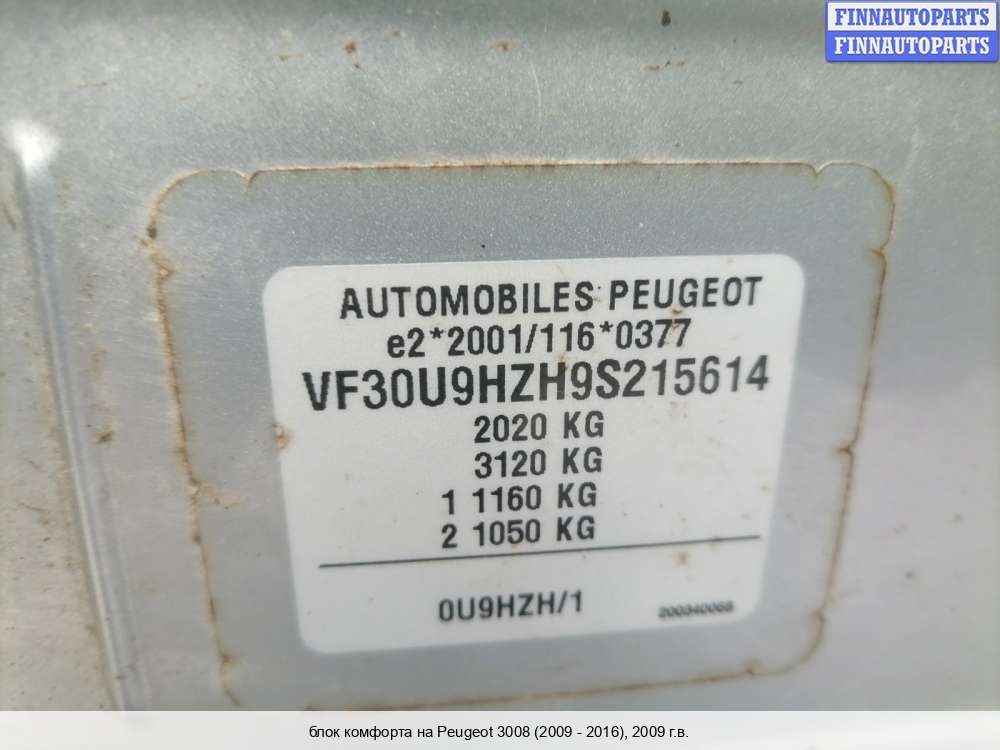 FINNAUTOPARTS
FINNAUTOPARTS
AUTOMOBILES PEUGEOT
e2*2001/116*0377
VF30U9HZH9S215614
2020 KG
3120 KG
1 1160 KG
2 1050 KG
0U9HZH/1
200340068
блок комфорта на Peugeot 3008 (2009 - 2016), 2009 г.в.